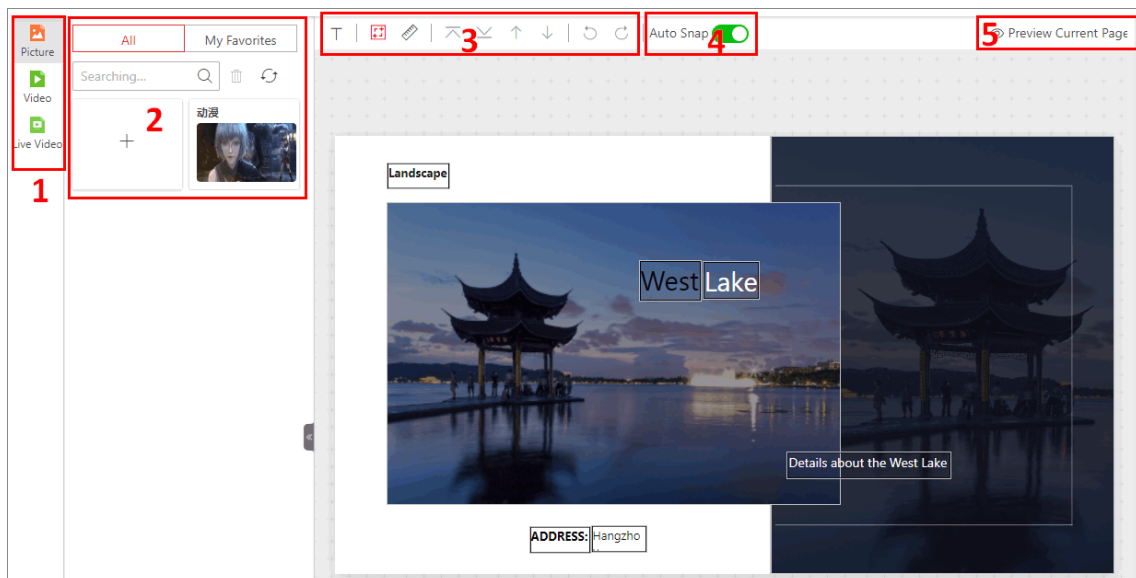 Picture
Video
Live Video
1
All
My Favorites
Searching...
2
动漫
T
3
Auto Snap
4
5
Preview Current Page
Landscape
West Lake
Details about the West Lake
ADDRESS: Hangzho